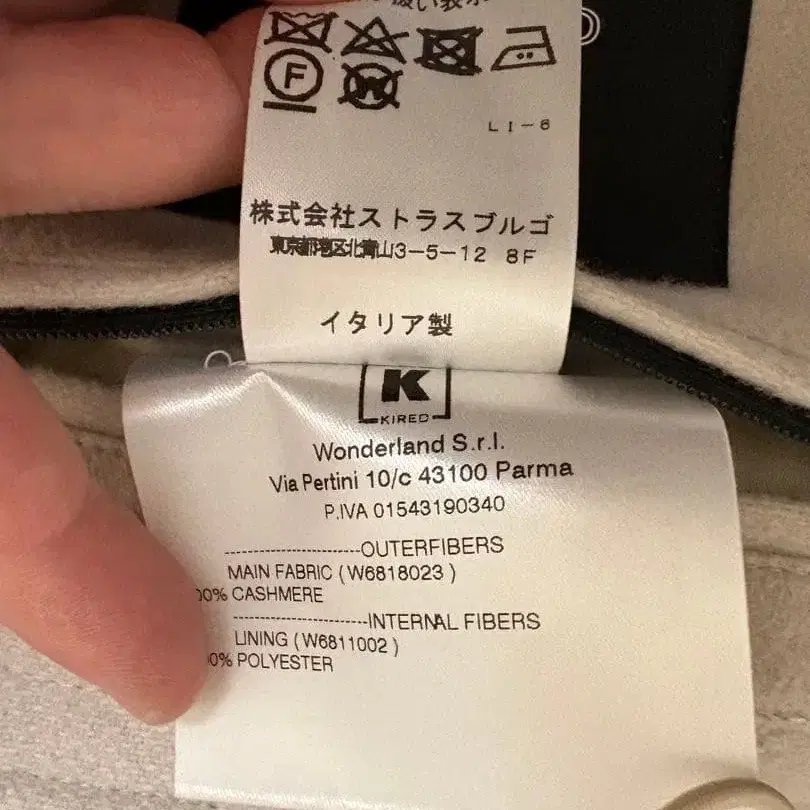 F
W
LI-6
株式会社ストラスブルゴ
東京都港区北青山3-5-12 8F
イタリア製
K
KIRED
Wonderland S.r.l.
Via Pertini 10/c 43100 Parma
P.IVA 01543190340
-----------------------OUTERFIBERS
MAIN FABRIC ( W6818023 )
00% CASHMERE
-----------------------INTERNAL FIBERS
LINING ( W6811002 )
0% POLYESTER